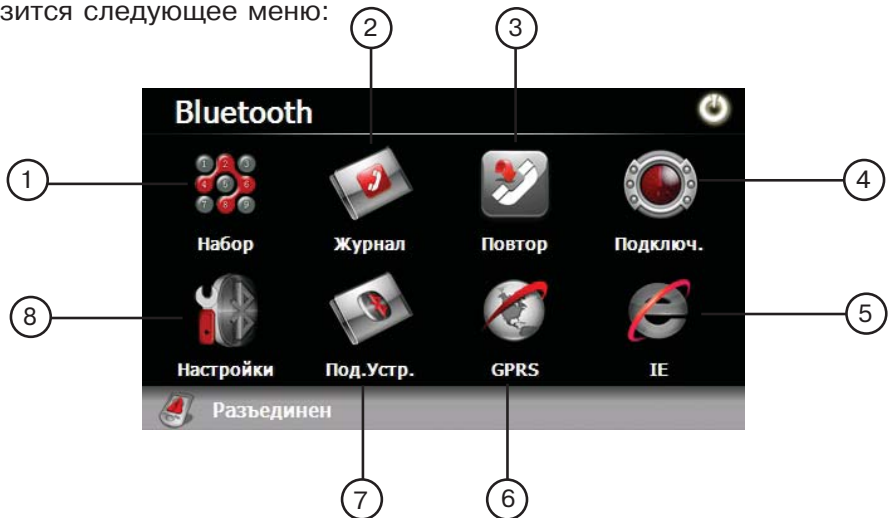 зится следующее меню:
2 3
Bluetooth
1 4
Набор Журнал Повтор Подключ.
8 5
Настройки Под.Устр. GPRS IE
Разъединен
7 6